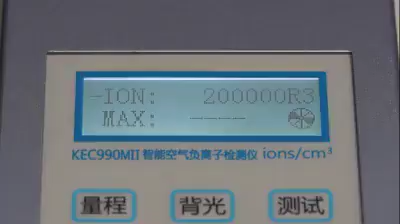 -ION: 200000R3
MAX: -----
KEC990MII 智能空气负离子检测仪 ions/cm³
量程 背光 测试